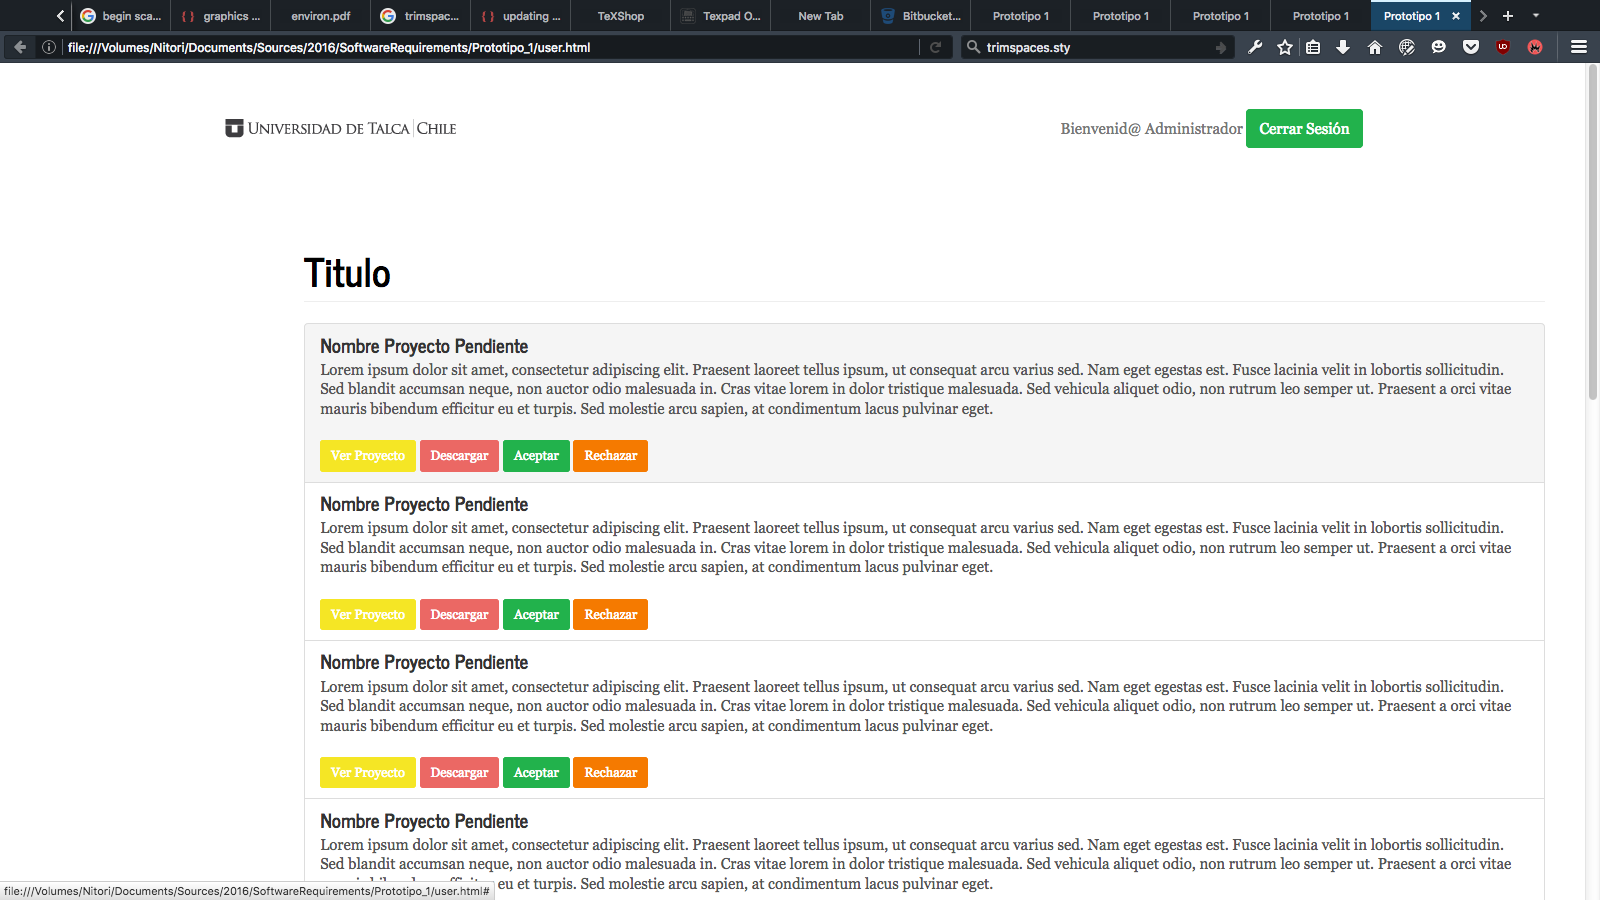 begin sca...
graphics ...
environ.pdf
trimspac...
updating ...
TeXShop
Texpad O...
New Tab
Bitbucket...
Prototipo 1
Prototipo 1
Prototipo 1
Prototipo 1
Prototipo 1
file:///Volumes/Nitori/Documents/Sources/2016/SoftwareRequirements/Prototipo_1/user.html
trimspaces.sty
UNIVERSIDAD DE TALCA CHILE
Bienvenid@ Administrador Cerrar Sesión
Titulo
Nombre Proyecto Pendiente
Lorem ipsum dolor sit amet, consectetur adipiscing elit. Praesent laoreet tellus ipsum, ut consequat arcu varius sed. Nam eget egestas est. Fusce lacinia velit in lobortis sollicitudin.
Sed blandit accumsan neque, non auctor odio malesuada in. Cras vitae lorem in dolor tristique malesuada. Sed vehicula aliquet odio, non rutrum leo semper ut. Praesent a orci vitae
mauris bibendum efficitur eu et turpis. Sed molestie arcu sapien, at condimentum lacus pulvinar eget.
Ver Proyecto Descargar Aceptar Rechazar
Nombre Proyecto Pendiente
Lorem ipsum dolor sit amet, consectetur adipiscing elit. Praesent laoreet tellus ipsum, ut consequat arcu varius sed. Nam eget egestas est. Fusce lacinia velit in lobortis sollicitudin.
Sed blandit accumsan neque, non auctor odio malesuada in. Cras vitae lorem in dolor tristique malesuada. Sed vehicula aliquet odio, non rutrum leo semper ut. Praesent a orci vitae
mauris bibendum efficitur eu et turpis. Sed molestie arcu sapien, at condimentum lacus pulvinar eget.
Ver Proyecto Descargar Aceptar Rechazar
Nombre Proyecto Pendiente
Lorem ipsum dolor sit amet, consectetur adipiscing elit. Praesent laoreet tellus ipsum, ut consequat arcu varius sed. Nam eget egestas est. Fusce lacinia velit in lobortis sollicitudin.
Sed blandit accumsan neque, non auctor odio malesuada in. Cras vitae lorem in dolor tristique malesuada. Sed vehicula aliquet odio, non rutrum leo semper ut. Praesent a orci vitae
mauris bibendum efficitur eu et turpis. Sed molestie arcu sapien, at condimentum lacus pulvinar eget.
Ver Proyecto Descargar Aceptar Rechazar
Nombre Proyecto Pendiente
Lorem ipsum dolor sit amet, consectetur adipiscing elit. Praesent laoreet tellus ipsum, ut consequat arcu varius sed. Nam eget egestas est. Fusce lacinia velit in lobortis sollicitudin.
Sed blandit accumsan neque, non auctor odio malesuada in. Cras vitae lorem in dolor tristique malesuada. Sed vehicula aliquet odio, non rutrum leo semper ut. Praesent a orci vitae
eu et turpis. Sed molestie arcu sapien, at condimentum lacus pulvinar eget.
file:///Volumes/Nitori/Documents/Sources/2016/SoftwareRequirements/Prototipo_1/user.html#